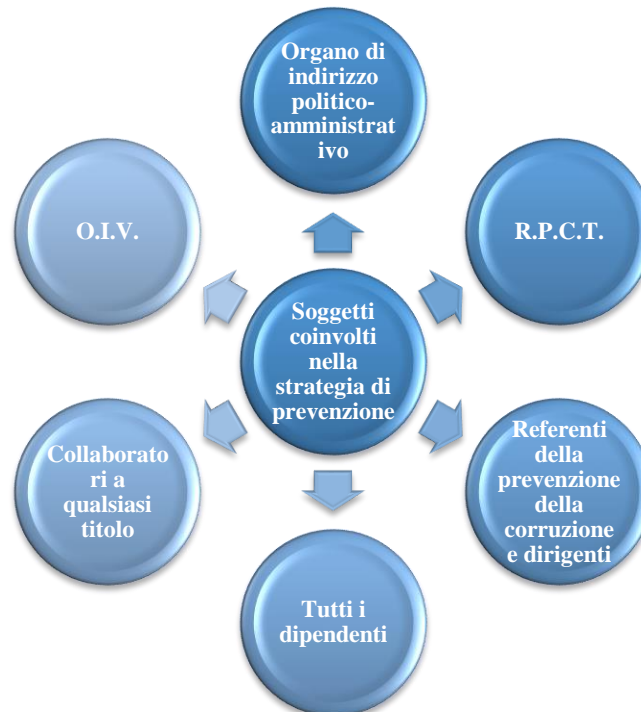 Organo di
indirizzo
politico-
amministrat
ivo
O.I.V.
R.P.C.T.
Soggetti
coinvolti
nella
strategia di
prevenzione
Collaborato
ri a
qualsiasi
titolo
Referenti
della
prevenzione
della
corruzione
e dirigenti
Tutti i
dipendenti